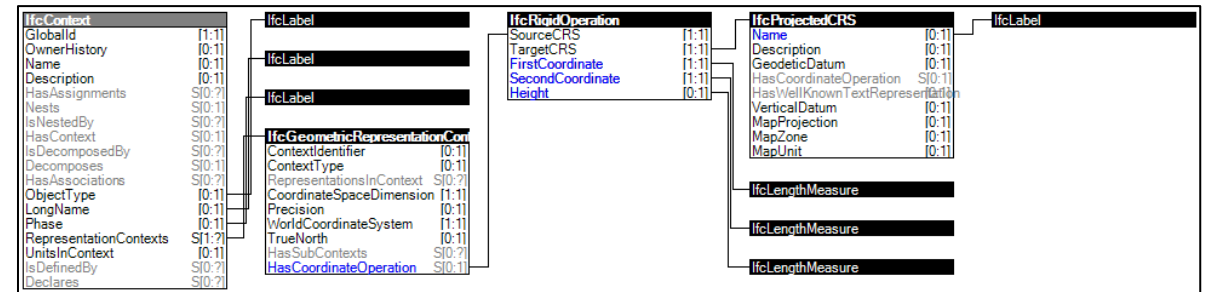 IfcContext
GlobalId [1:1]
OwnerHistory [0:1]
Name [0:1]
Description [0:1]
HasAssignments S[0:?]
Nests S[0:1]
IsNestedBy S[0:?]
HasContext S[0:1]
IsDecomposedBy S[0:?]
Decomposes S[0:1]
HasAssociations S[0:?]
ObjectType [0:1]
LongName [0:1]
Phase [0:1]
RepresentationContexts S[1:?]
UnitsInContext [0:1]
IsDefinedBy S[0:?]
Declares S[0:?]
IfcLabel
IfcLabel
IfcLabel
IfcGeometricRepresentationCont
ContextIdentifier [0:1]
ContextType [0:1]
RepresentationsInContext S[0:?]
CoordinateSpaceDimension [1:1]
Precision [0:1]
WorldCoordinateSystem [1:1]
TrueNorth [0:1]
HasSubContexts S[0:?]
HasCoordinateOperation S[0:1]
IfcRigidOperation
SourceCRS [1:1]
TargetCRS [1:1]
FirstCoordinate [1:1]
SecondCoordinate [1:1]
Height [0:1]
IfcProjectedCRS
Name [0:1]
Description [0:1]
GeodeticDatum [0:1]
HasCoordinateOperation S[0:1]
HasWellKnownTextRepresentation
VerticalDatum [0:1]
MapProjection [0:1]
MapZone [0:1]
MapUnit [0:1]
IfcLengthMeasure
IfcLengthMeasure
IfcLengthMeasure
IfcLabel